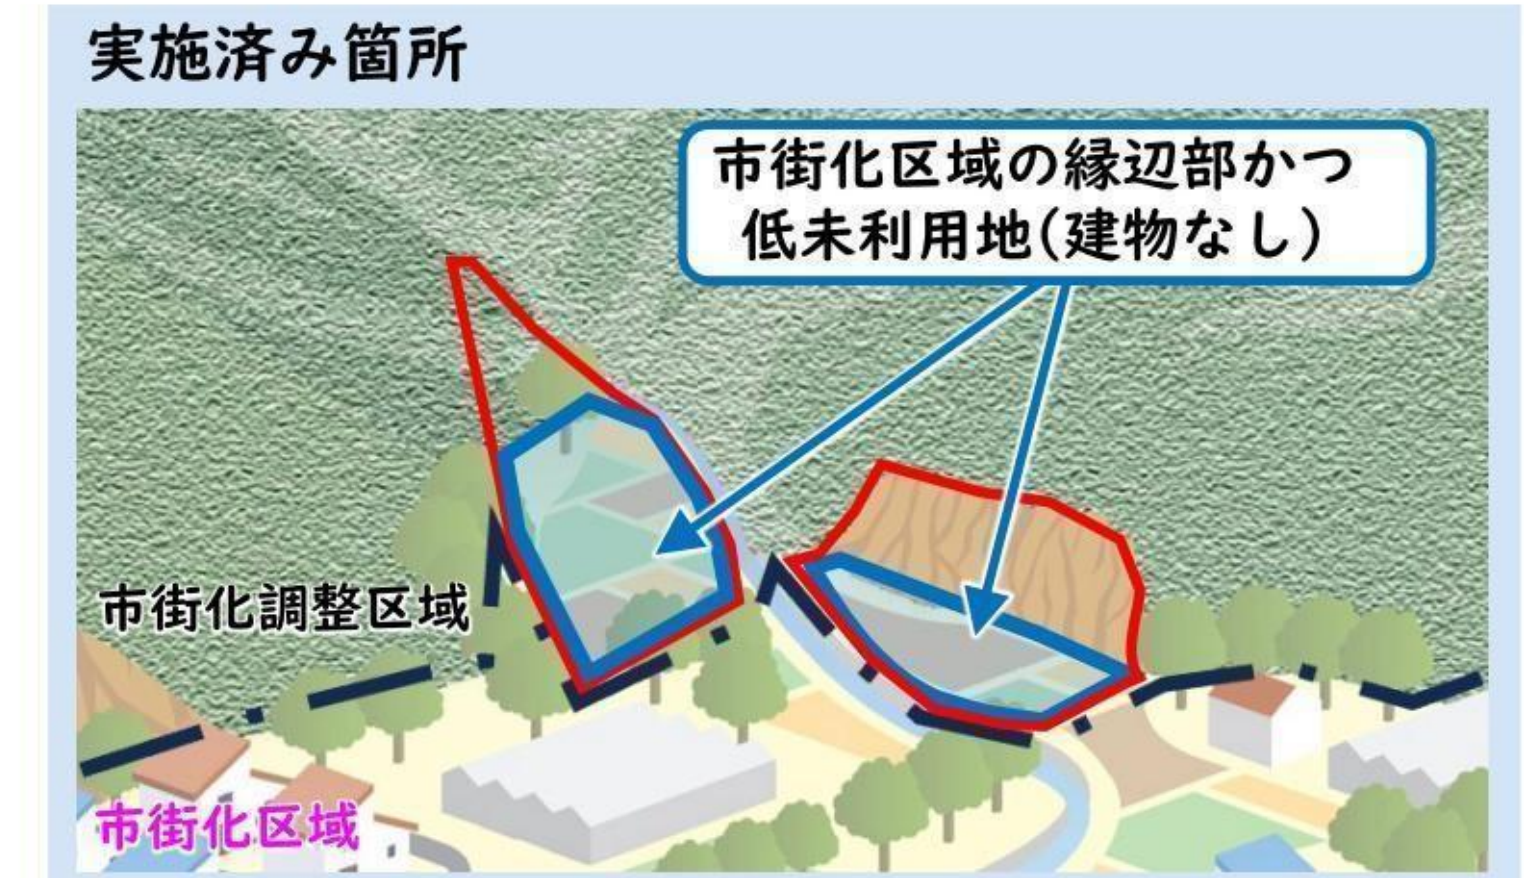 実施済み箇所
市街化区域の縁辺部かつ
低未利用地(建物なし)
市街化調整区域
市街化区域